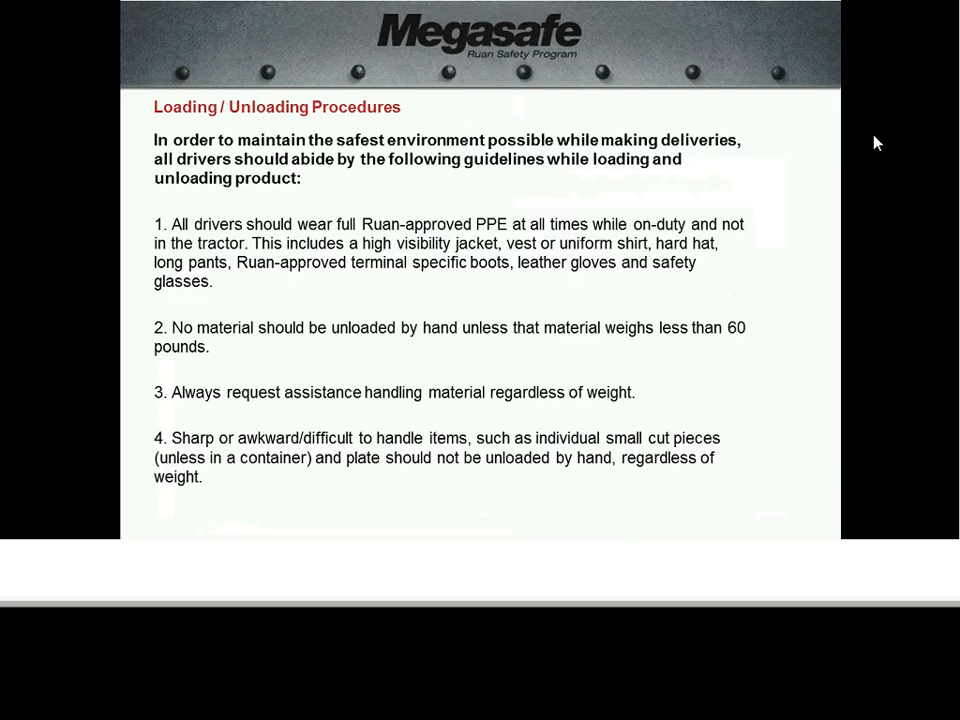 Megasafe
Ruan Safety Program
Loading / Unloading Procedures
In order to maintain the safest environment possible while making deliveries,
all drivers should abide by the following guidelines while loading and
unloading product:
1. All drivers should wear full Ruan-approved PPE at all times while on-duty and not
in the tractor. This includes a high visibility jacket, vest or uniform shirt, hard hat,
long pants, Ruan-approved terminal specific boots, leather gloves and safety
glasses.
2. No material should be unloaded by hand unless that material weighs less than 60
pounds.
3. Always request assistance handling material regardless of weight.
4. Sharp or awkward/difficult to handle items, such as individual small cut pieces
(unless in a container) and plate should not be unloaded by hand, regardless of
weight.